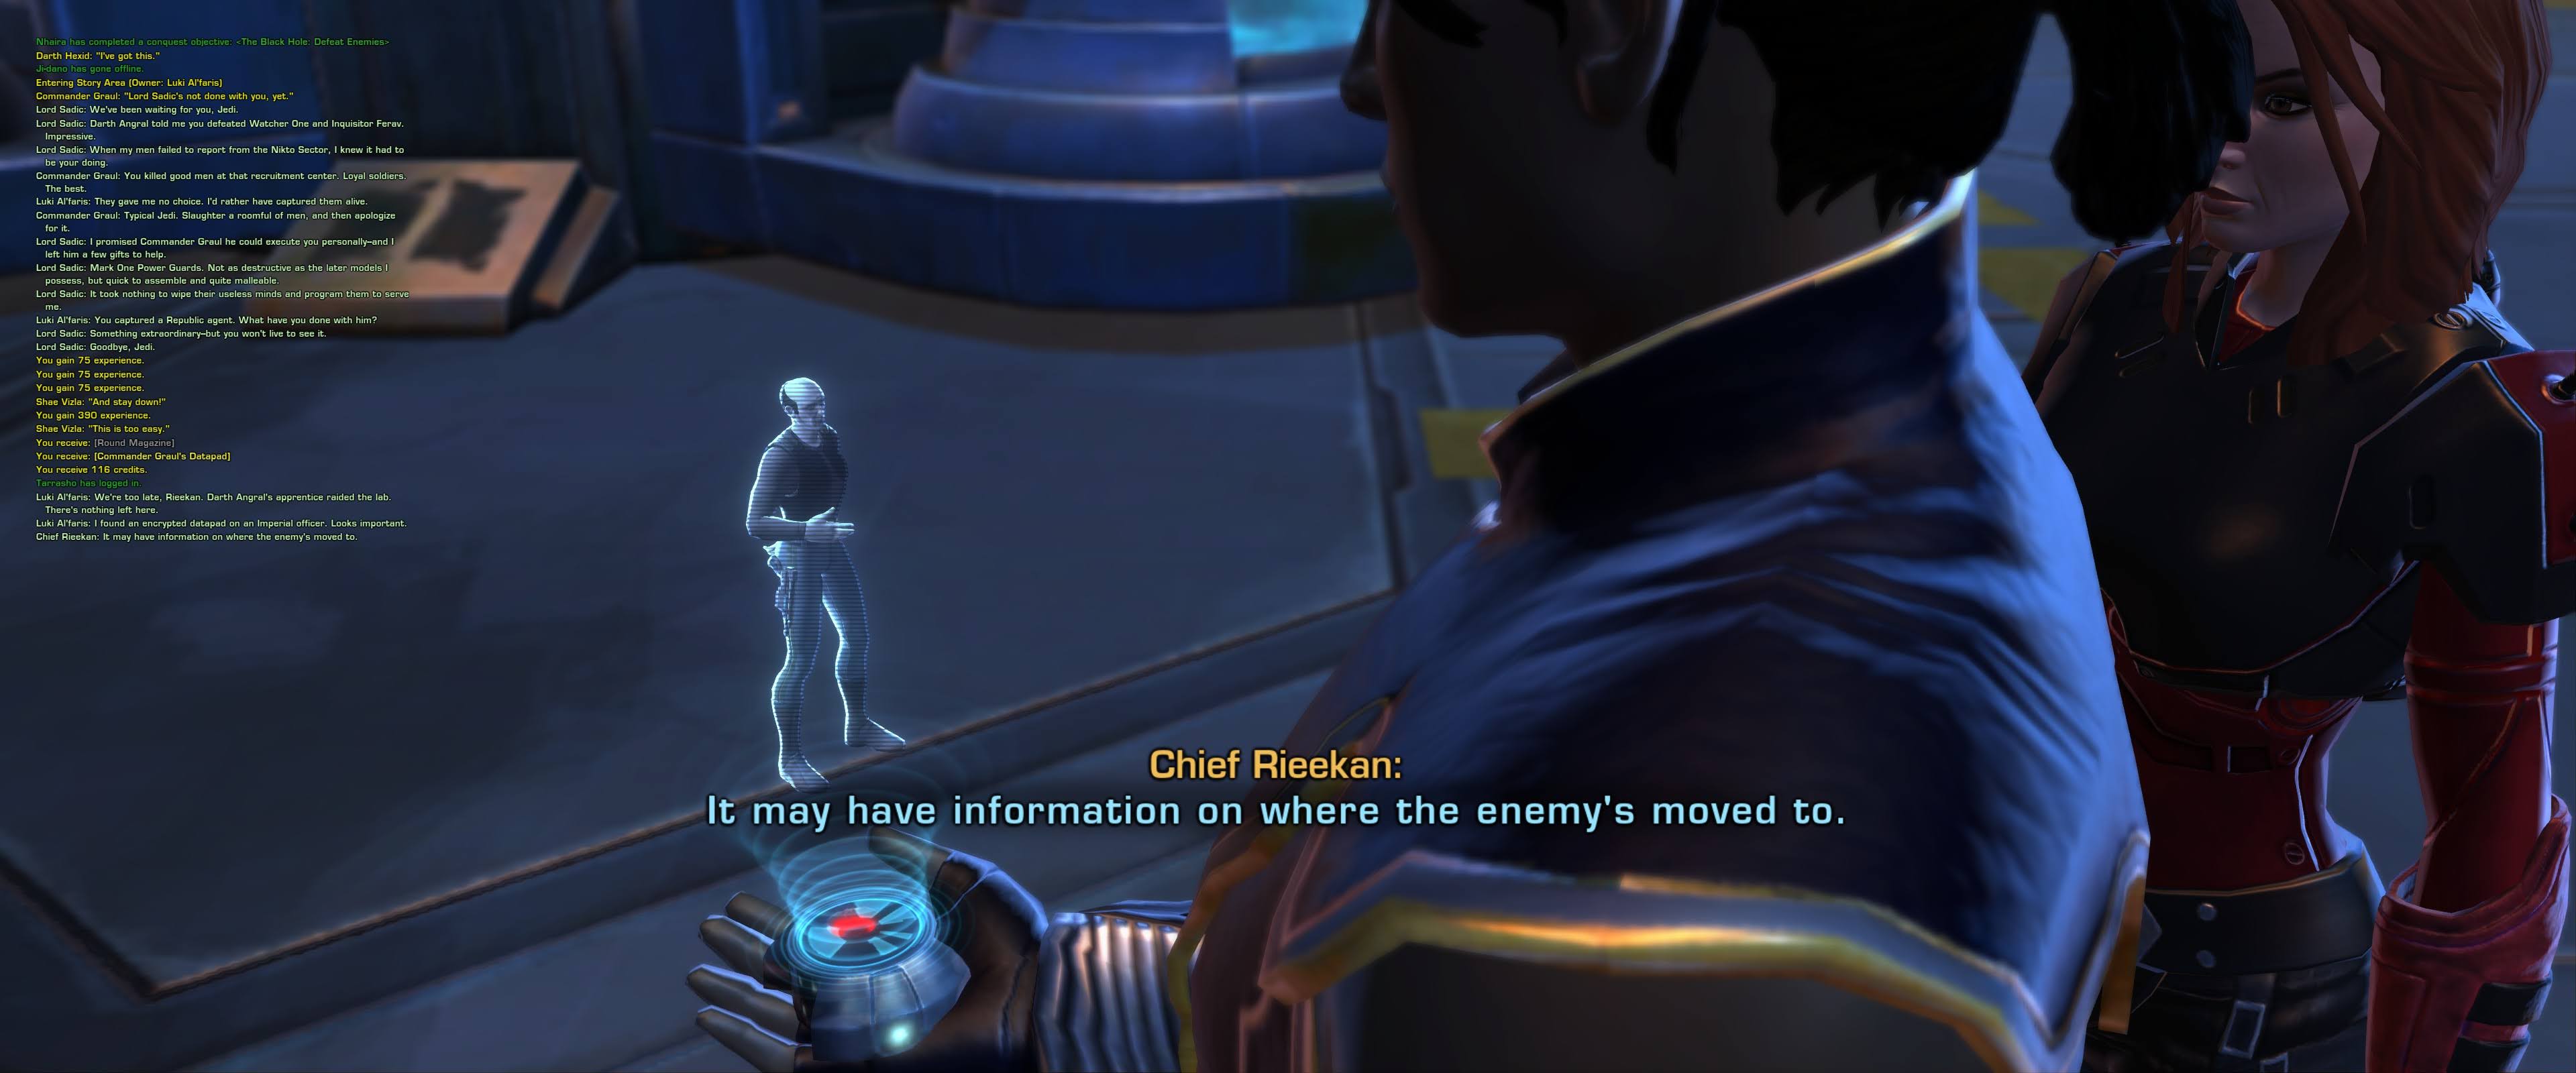 Nhaira has completed a conquest objective: <The Black Hole: Defeat Enemies>
Darth Hexid: "I've got this."
Ji-dano has gone offline.
Entering Story Area (Owner: Luki Al'faris)
Commander Graul: "Lord Sadic's not done with you, yet."
Lord Sadic: We've been waiting for you, Jedi.
Lord Sadic: Darth Angral told me you defeated Watcher One and Inquisitor Ferav.
Impressive.
Lord Sadic: When my men failed to report from the Nikto Sector, I knew it had to
be your doing.
Commander Graul: You killed good men at that recruitment center. Loyal soldiers.
The best.
Luki Al'faris: They gave me no choice. I'd rather have captured them alive.
Commander Graul: Typical Jedi. Slaughter a roomful of men, and then apologize
for it.
Lord Sadic: I promised Commander Graul he could execute you personally–and I
left him a few gifts to help.
Lord Sadic: Mark One Power Guards. Not as destructive as the later models I
possess, but quick to assemble and quite malleable.
Lord Sadic: It took nothing to wipe their useless minds and program them to serve
me.
Luki Al'faris: You captured a Republic agent. What have you done with him?
Lord Sadic: Something extraordinary–but you won't live to see it.
Lord Sadic: Goodbye, Jedi.
You gain 75 experience.
You gain 75 experience.
You gain 75 experience.
Shae Vizla: "And stay down!"
You gain 390 experience.
Shae Vizla: "This is too easy."
You receive: [Round Magazine]
You receive: [Commander Graul's Datapad]
You receive 116 credits.
Tarrasho has logged in.
Luki Al'faris: We're too late, Rieekan. Darth Angral's apprentice raided the lab.
There's nothing left here.
Luki Al'faris: I found an encrypted datapad on an Imperial officer. Looks important.
Chief Rieekan: It may have information on where the enemy's moved to.
Chief Rieekan:
It may have information on where the enemy's moved to.